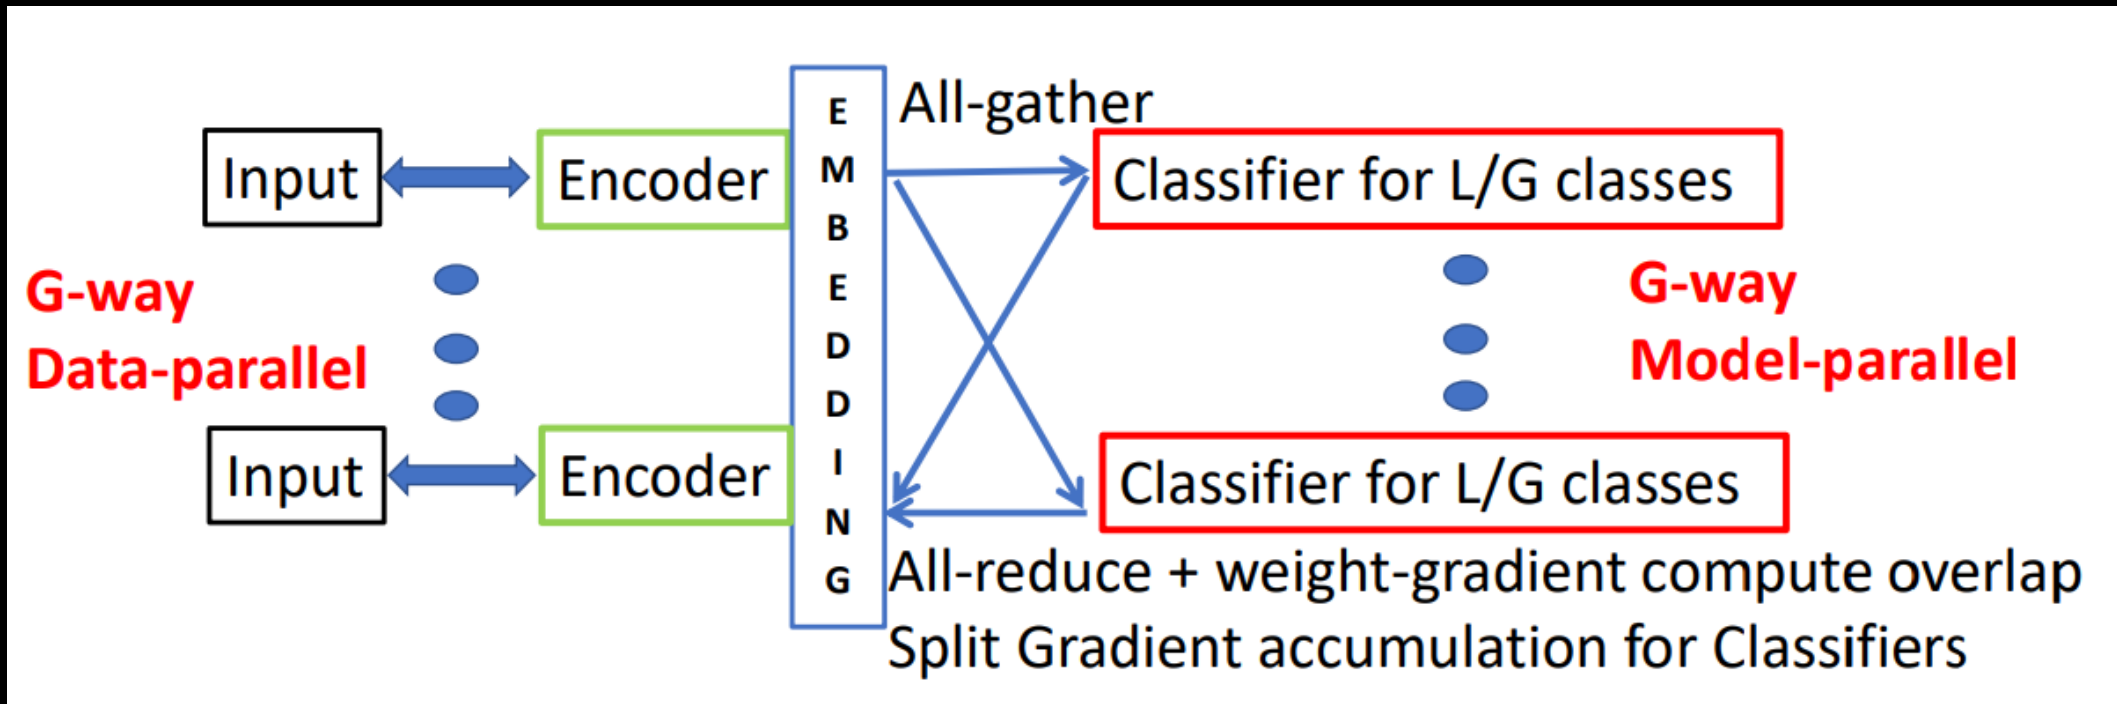 All-gather
Input
Encoder
EMBEDDING
Classifier for L/G classes
G-way
Data-parallel
G-way
Model-parallel
Input
Encoder
Classifier for L/G classes
All-reduce + weight-gradient compute overlap
Split Gradient accumulation for Classifiers